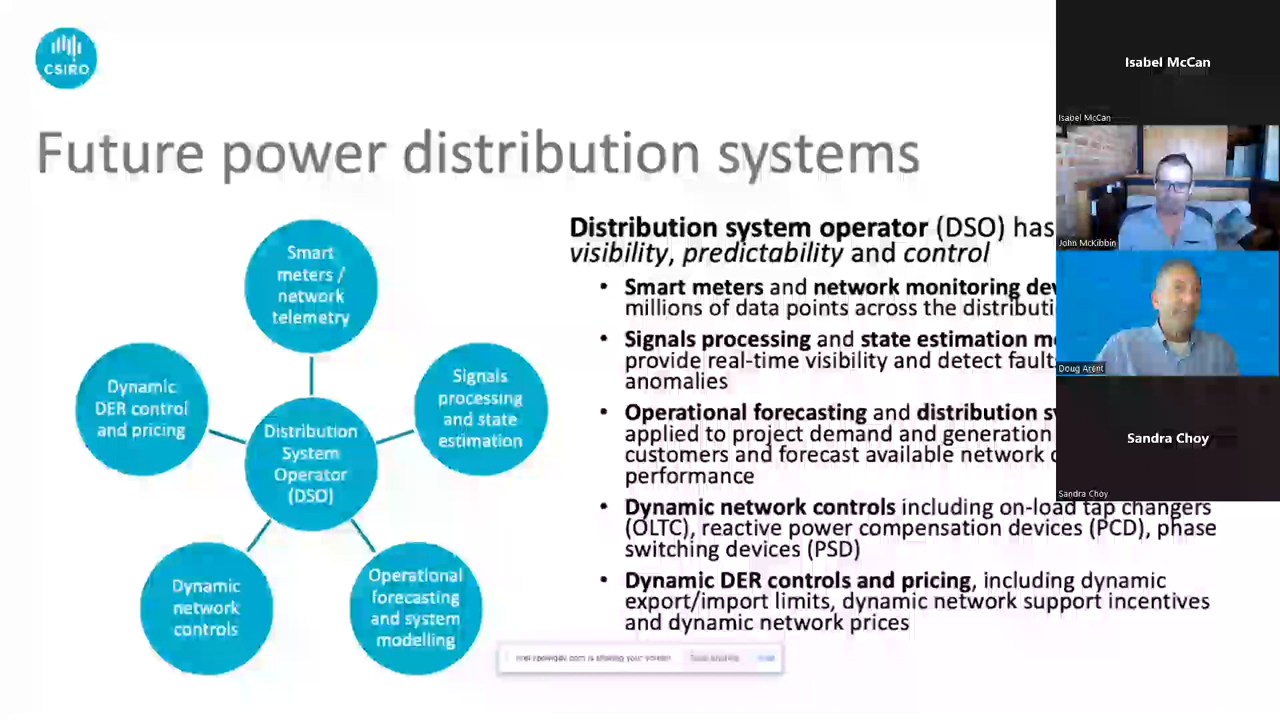 CSIRO
Future power distribution systems
Smart
meters /
network
telemetry
Dynamic
DER control
and pricing
Signals
processing
and state
estimation
Distribution
System
Operator
(DSO)
Dynamic
network
controls
Operational
forecasting
and system
modelling
Distribution system operator (DSO) has
visibility, predictability and control
• Smart meters and network monitoring
millions of data points across the
• Signals processing and state estimation
provide real-time visibility and detect
anomalies
• Operational forecasting and distribution
applied to project demand and generation
customers and forecast available network
performance
• Dynamic network controls including on-load tap changers
(OLTC), reactive power compensation devices (PCD), phase
switching devices (PSD)
• Dynamic DER controls and pricing, including dynamic
export/import limits, dynamic network support incentives
and dynamic network prices
is sharing your screen
Isabel McCan
Isabel McCan
John McKibbin
Doug Arent
Sandra Choy
Sandra Choy